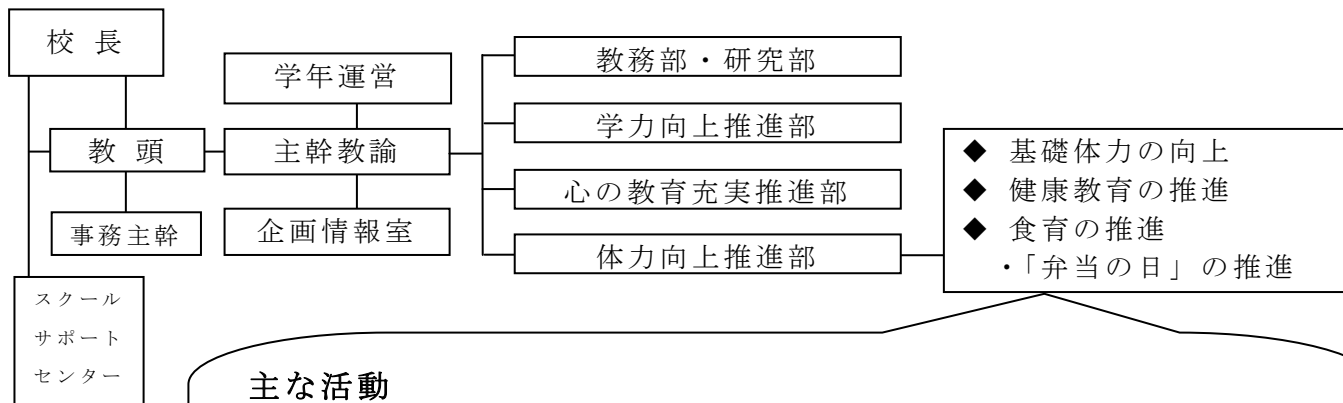 校長
学年運営
教務部・研究部
学力向上推進部
教頭
主幹教諭
心の教育充実推進部
事務主幹
企画情報室
体力向上推進部
◆ 基礎体力の向上
◆ 健康教育の推進
◆ 食育の推進
・「弁当の日」の推進
スクール
サポート
センター
主な活動